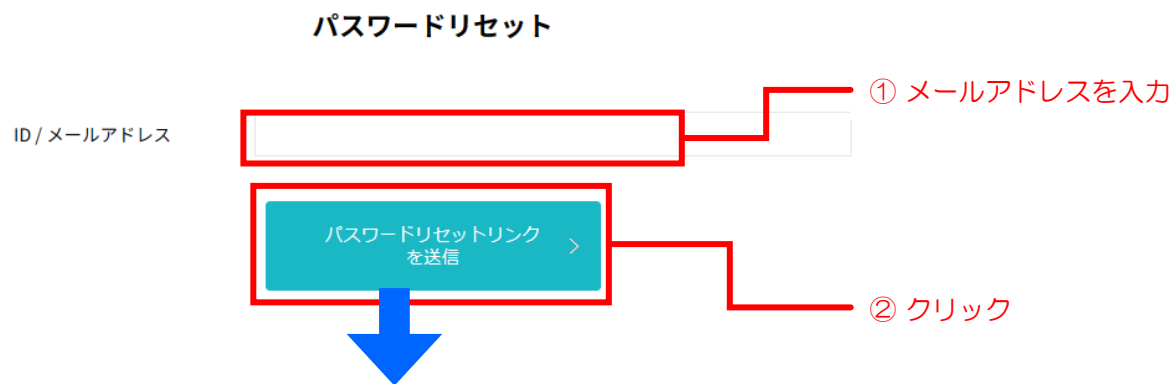 パスワードリセット
① メールアドレスを入力
ID / メールアドレス
パスワードリセットリンク
を送信
② クリック